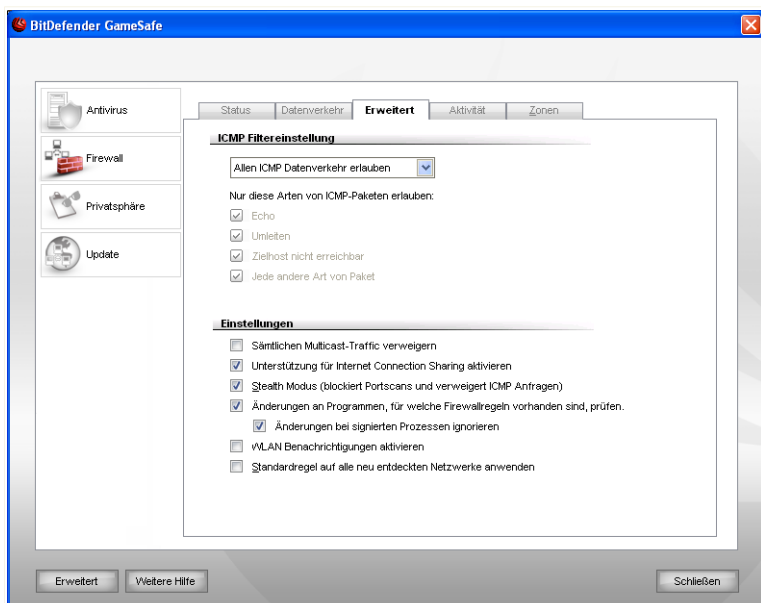 BitDefender GameSafe
Antivirus
Firewall
Privatsphäre
Update
Status Datenverkehr Erweitert Aktivität Zonen
ICMP Filtereinstellung
Allen ICMP Datenverkehr erlauben
Nur diese Arten von ICMP-Paketen erlauben:
Echo
Umleiten
Zielhost nicht erreichbar
Jede andere Art von Paket
Einstellungen
Sämtlichen Multicast-Traffic verweigern
Unterstützung für Internet Connection Sharing aktivieren
Stealth Modus (blockiert Portscans und verweigert ICMP Anfragen)
Änderungen an Programmen, für welche Firewallregeln vorhanden sind, prüfen.
Änderungen bei signierten Prozessen ignorieren
WLAN Benachrichtigungen aktivieren
Standardregel auf alle neu entdeckten Netzwerke anwenden
Erweitert Weitere Hilfe Schließen